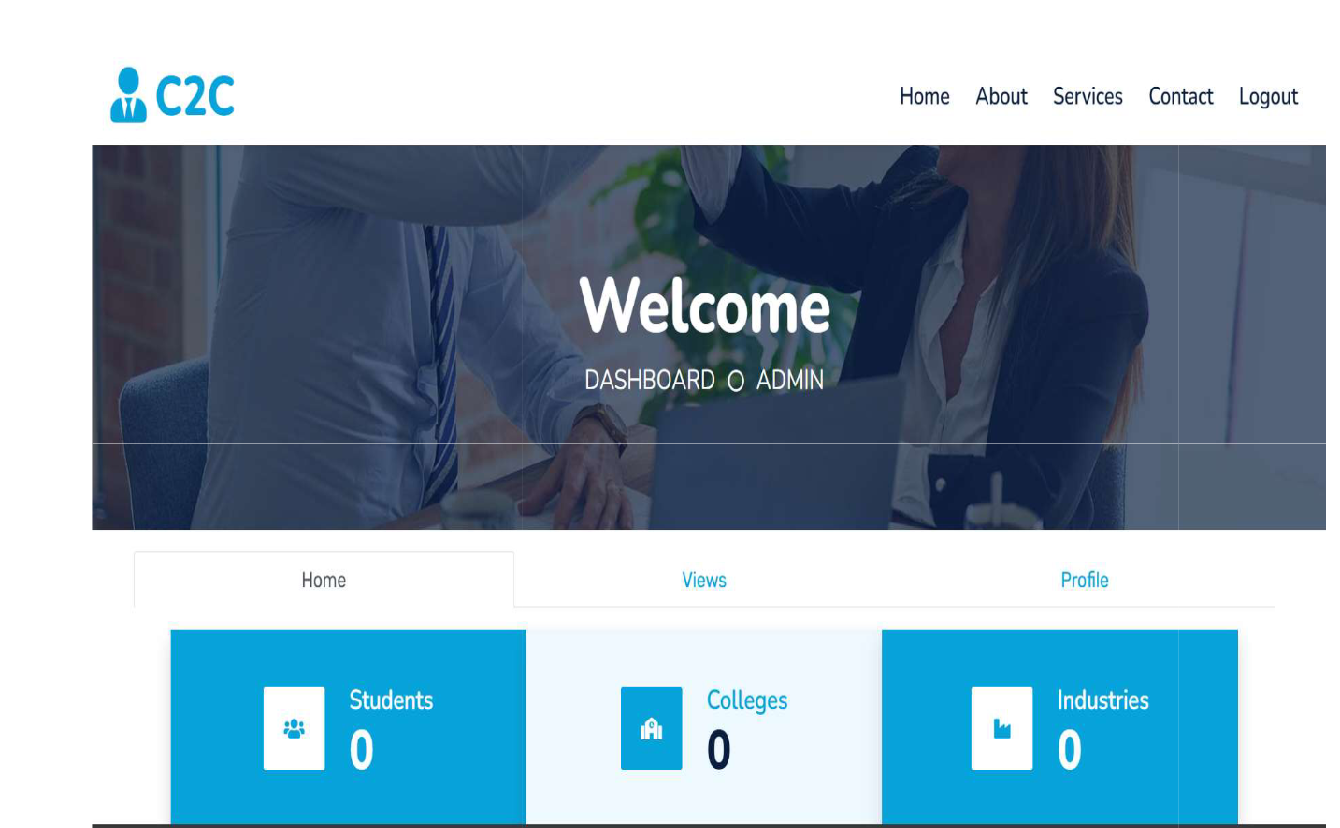 C2C
Home About Services Contact Logout
Welcome
DASHBOARD ADMIN
Home Views Profile
Students
0
Colleges
0
Industries
0